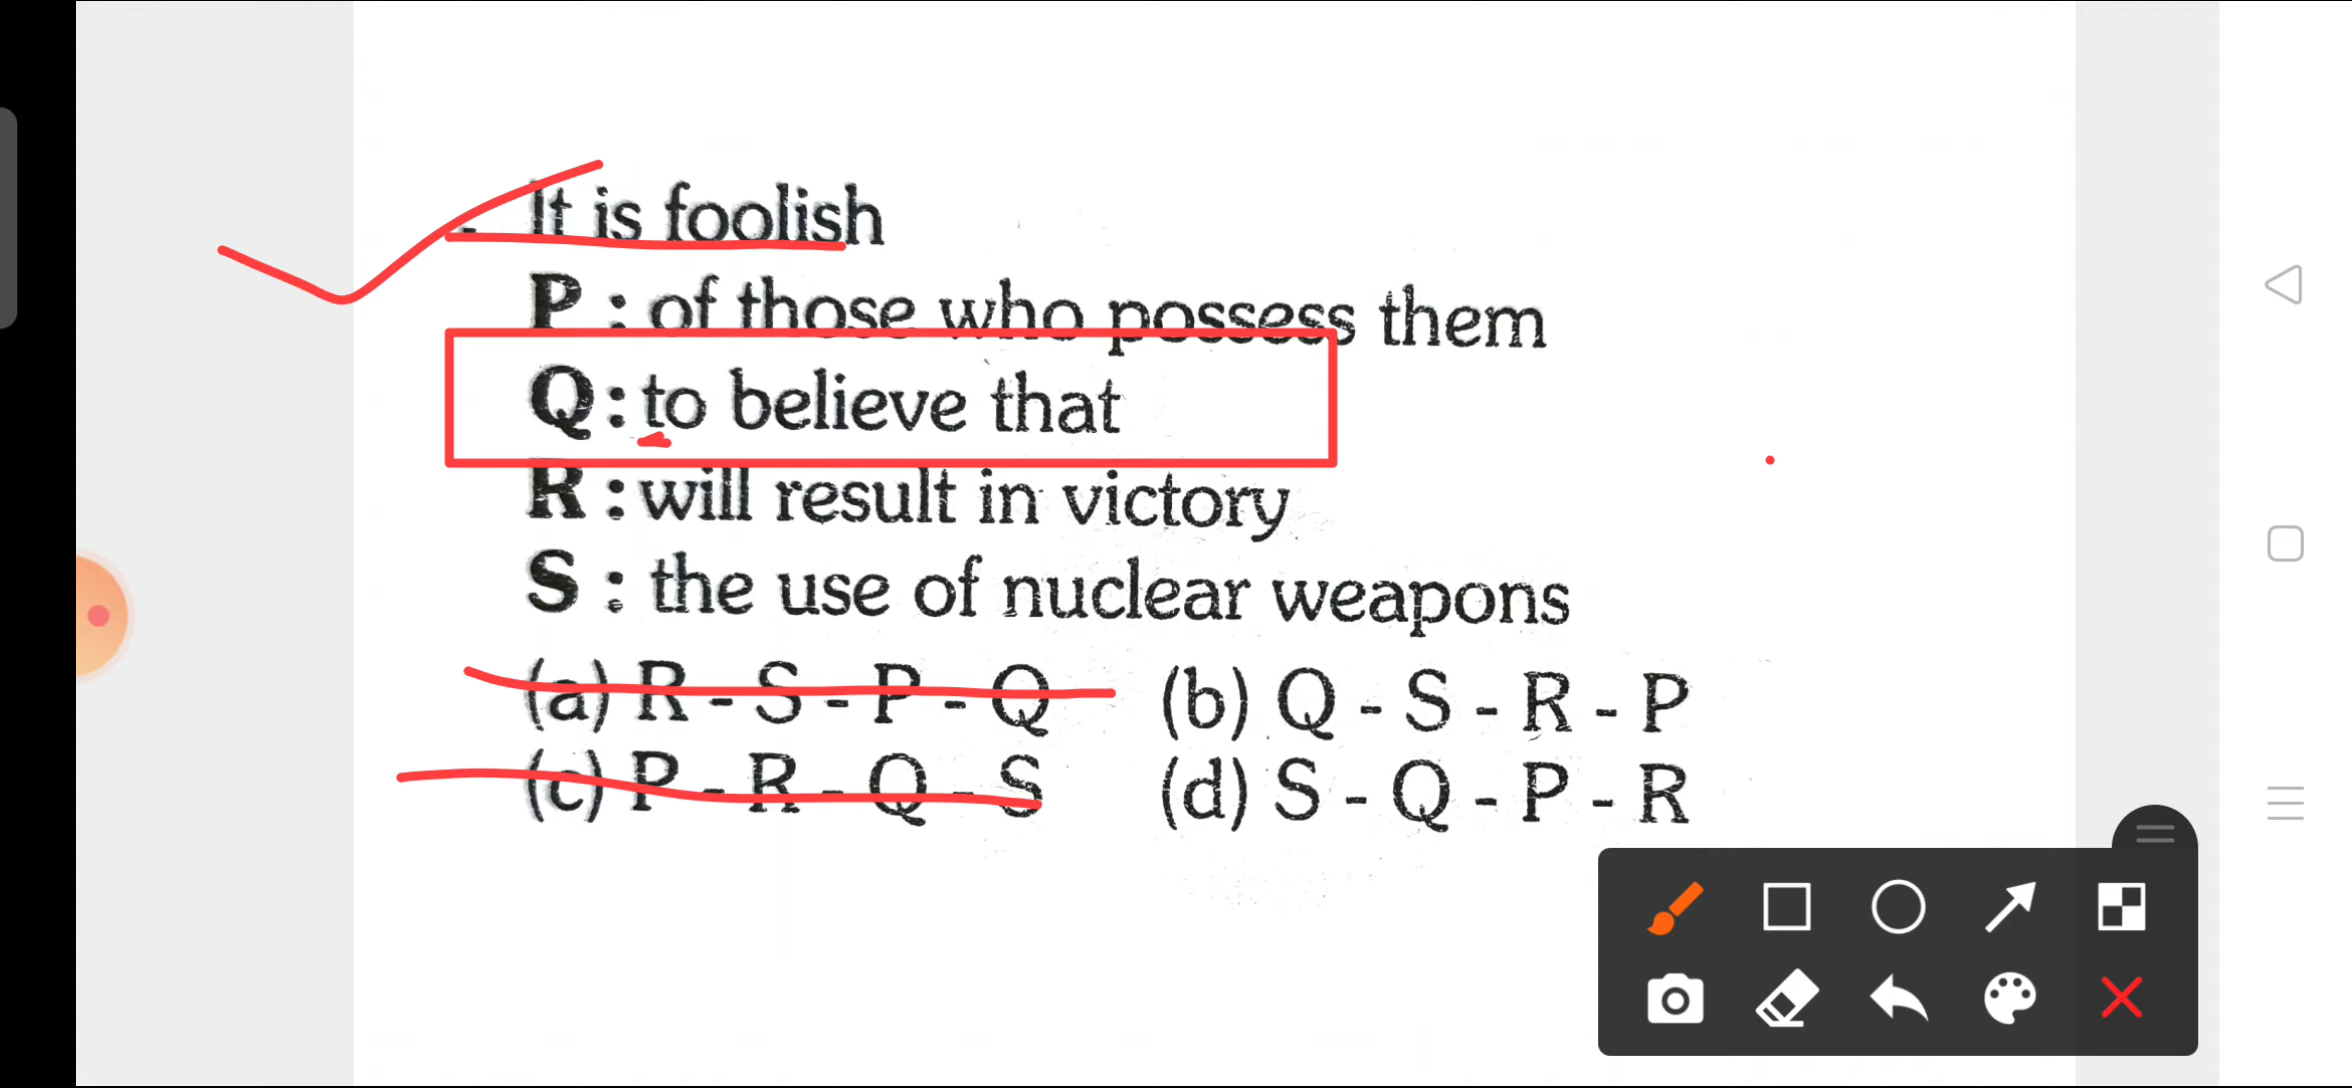 It is foolish
P : of those who possess them
Q : to believe that
R : will result in victory
S : the use of nuclear weapons
(a) R - S - P - Q (b) Q - S - R - P
(c) P - R - Q - S (d) S - Q - P - R